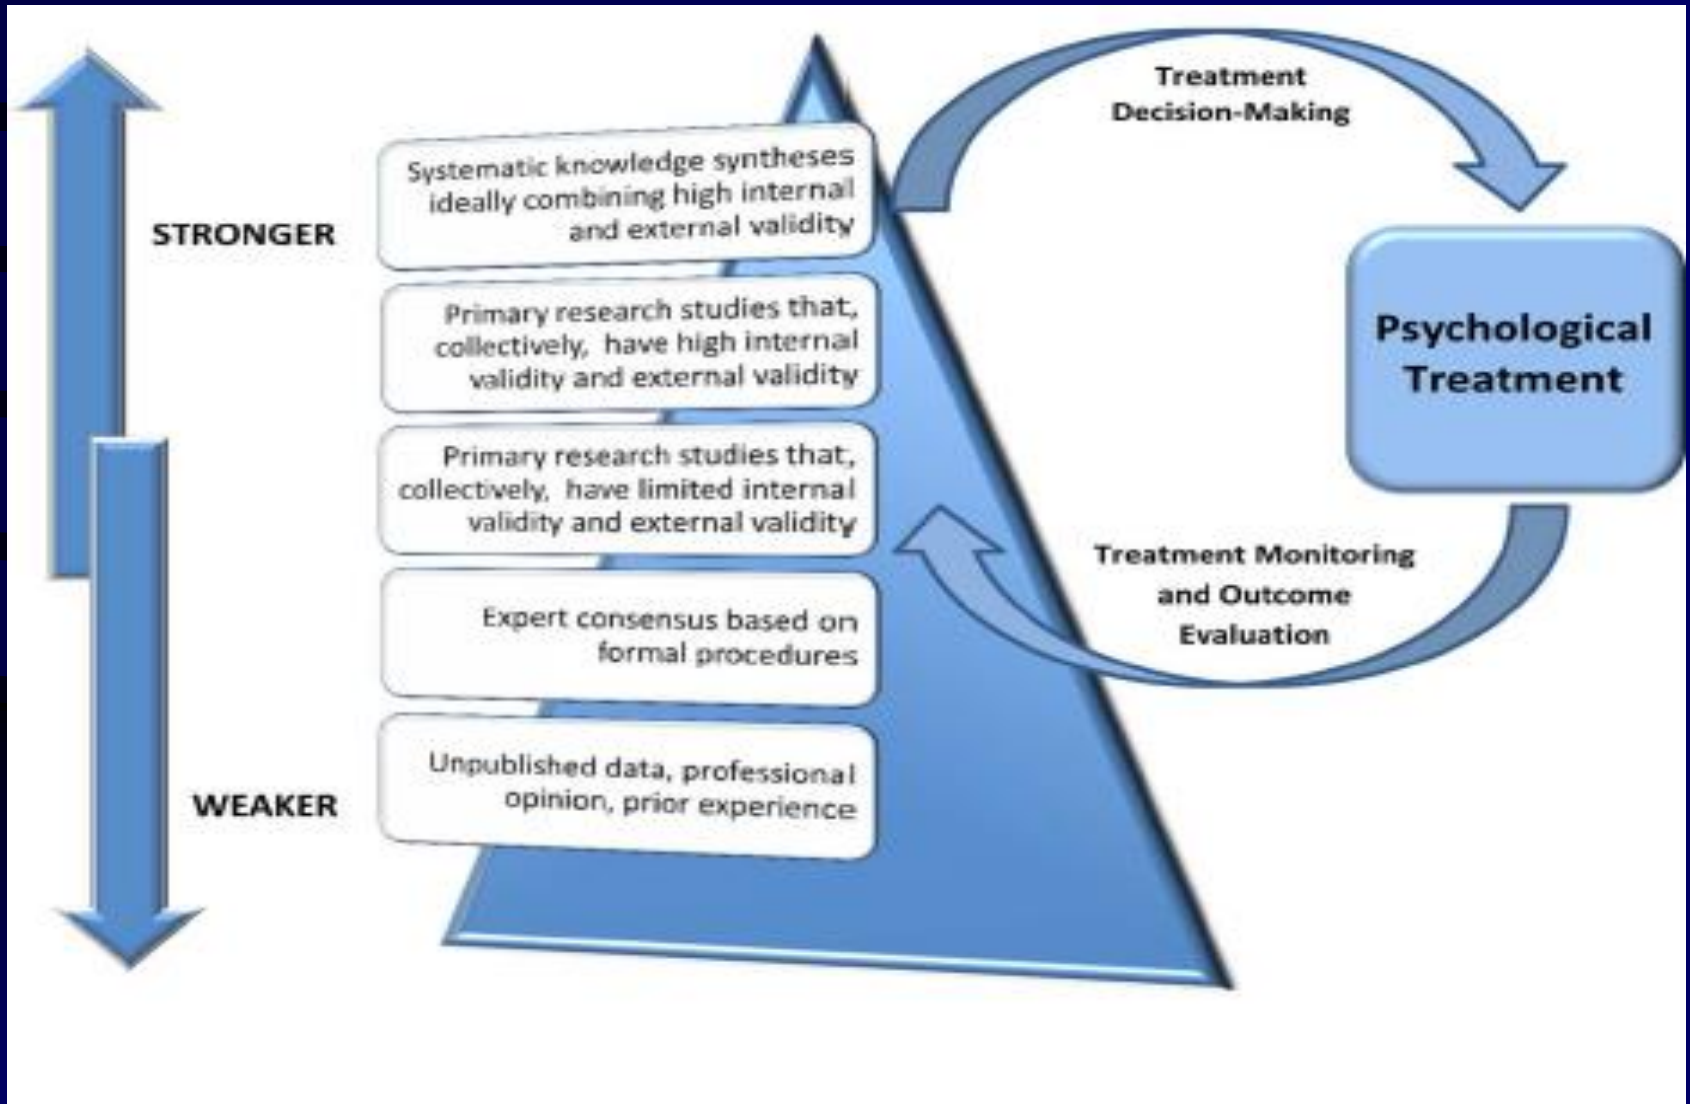 Treatment
Decision-Making
Systematic knowledge syntheses
ideally combining high internal
and external validity
STRONGER
Primary research studies that,
collectively, have high internal
validity and external validity
Psychological
Treatment
Primary research studies that,
collectively, have limited internal
validity and external validity
Treatment Monitoring
and Outcome
Evaluation
Expert consensus based on
formal procedures
Unpublished data, professional
opinion, prior experience
WEAKER